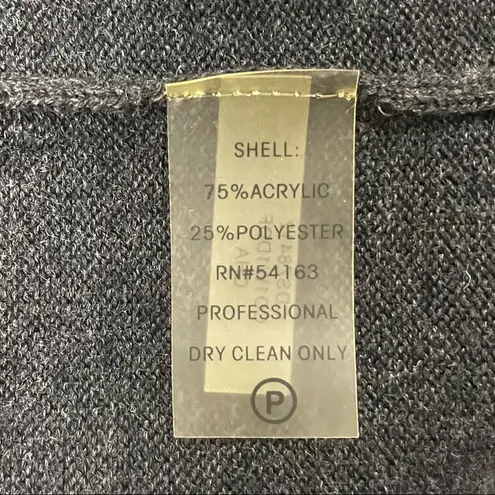 SHELL:
75%ACRYLIC
25%POLYESTER
RN#54163
PROFESSIONAL
DRY CLEAN ONLY
P